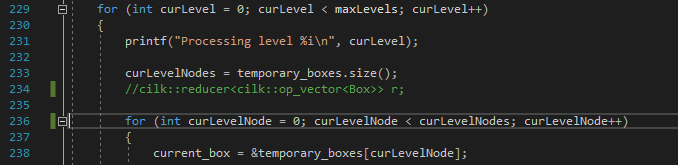 229 for (int curLevel = 0; curLevel < maxLevels; curLevel++)
230 {
231 printf("Processing level %i\n", curLevel);
232
233 curLevelNodes = temporary_boxes.size();
234 //cilk::reducer<cilk::op_vector<Box>> r;
235
236 for (int curLevelNode = 0; curLevelNode < curLevelNodes; curLevelNode++)
237 {
238 current_box = &temporary_boxes[curLevelNode];